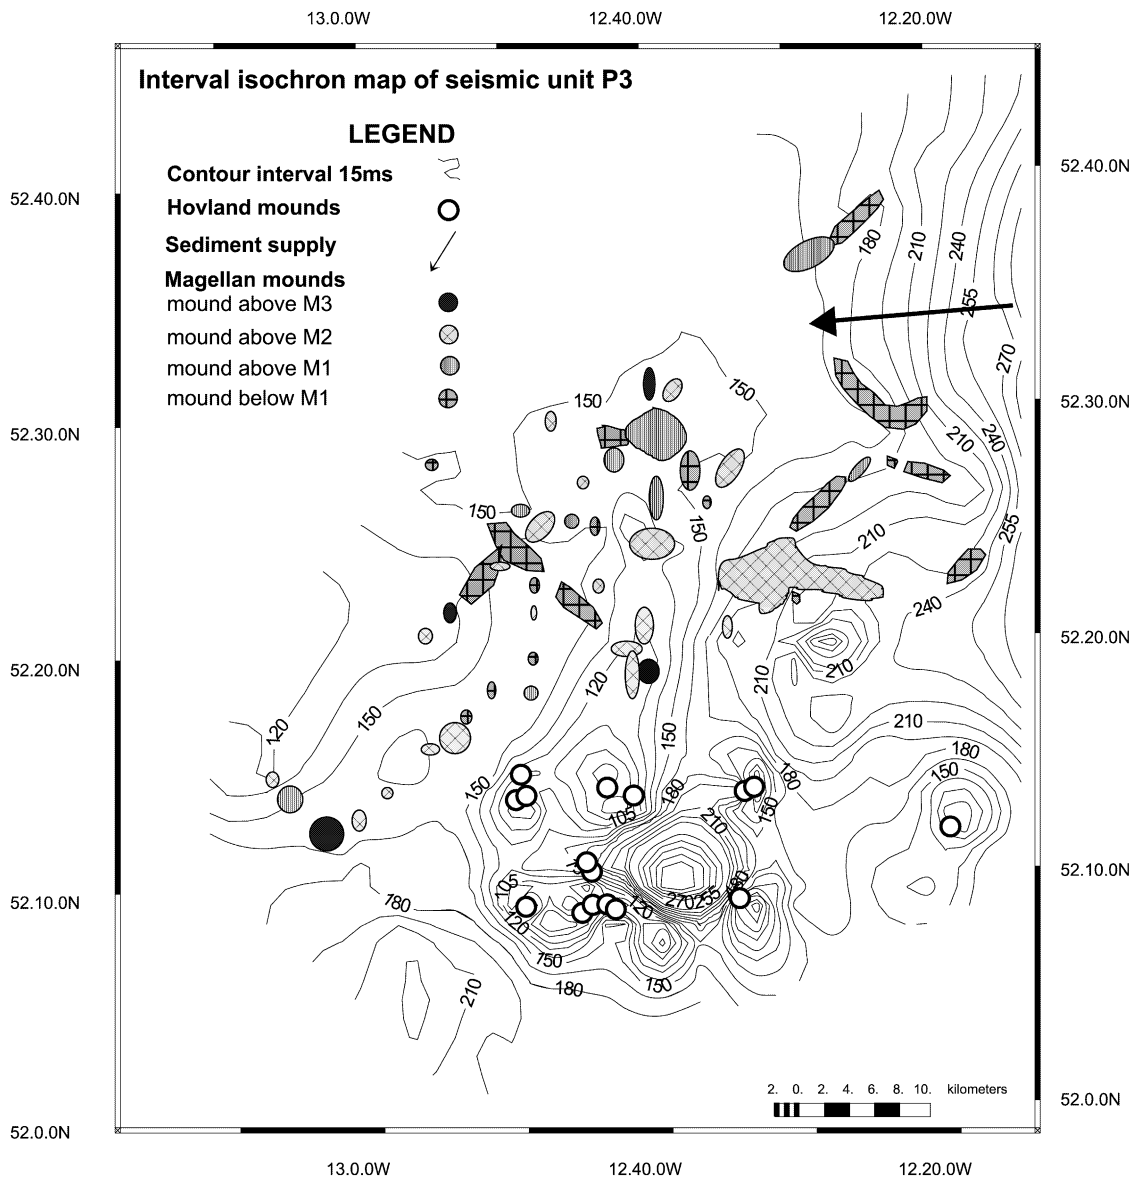 13.0.0W 12.40.0W 12.20.0W
Interval isochron map of seismic unit P3
LEGEND
Contour interval 15ms
Hovland mounds
Sediment supply
Magellan mounds
mound above M3
mound above M2
mound above M1
mound below M1
52.40.0N
52.40.0N
180
210
240
255
270
150
150
52.30.0N
52.30.0N
210
240
150
150
210
255
240
52.20.0N
52.20.0N
120
210
210
120
150
150
210
180
150
180
180
150
150
105
210
52.10.0N
52.10.0N
105
180
120
180
270
255
120
150
180
150
210
2. 0. 2. 4. 6. 8. 10. kilometers
52.0.0N
52.0.0N
13.0.0W 12.40.0W 12.20.0W